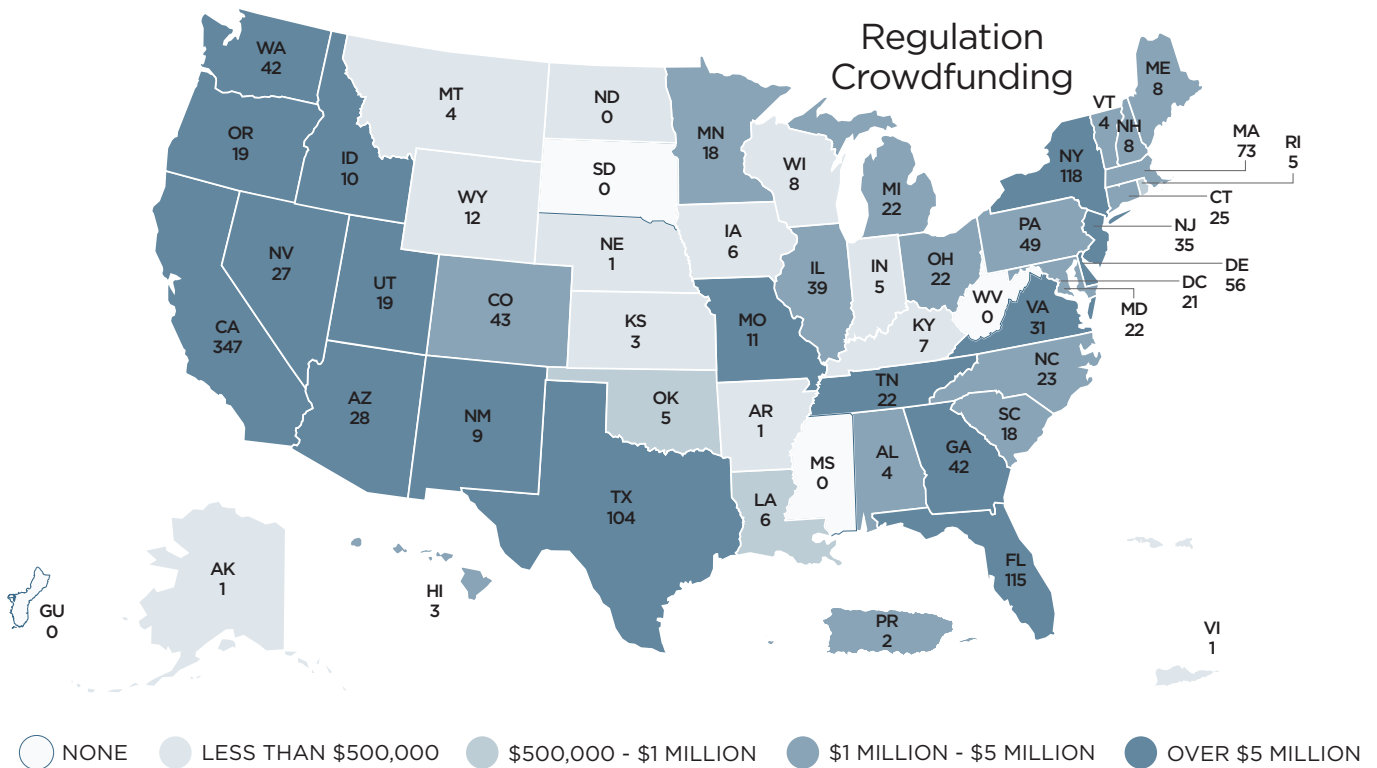 Regulation
Crowdfunding
WA
42
OR
19
ID
10
MT
4
ND
0
SD
0
WY
12
NE
1
NV
27
UT
19
CO
43
CA
347
AZ
28
NM
9
KS
3
OK
5
TX
104
MN
18
IA
6
MO
11
AR
1
LA
6
WI
8
IL
39
MI
22
IN
5
OH
22
KY
7
TN
22
MS
0
AL
4
GA
42
FL
115
SC
18
NC
23
VA
31
WV
0
PA
49
NY
118
VT
4
NH
8
ME
8
MA
73
RI
5
CT
25
NJ
35
DE
56
DC
21
MD
22
AK
1
HI
3
GU
0
PR
2
VI
1
NONE
LESS THAN $500,000
$500,000 - $1 MILLION
$1 MILLION - $5 MILLION
OVER $5 MILLION